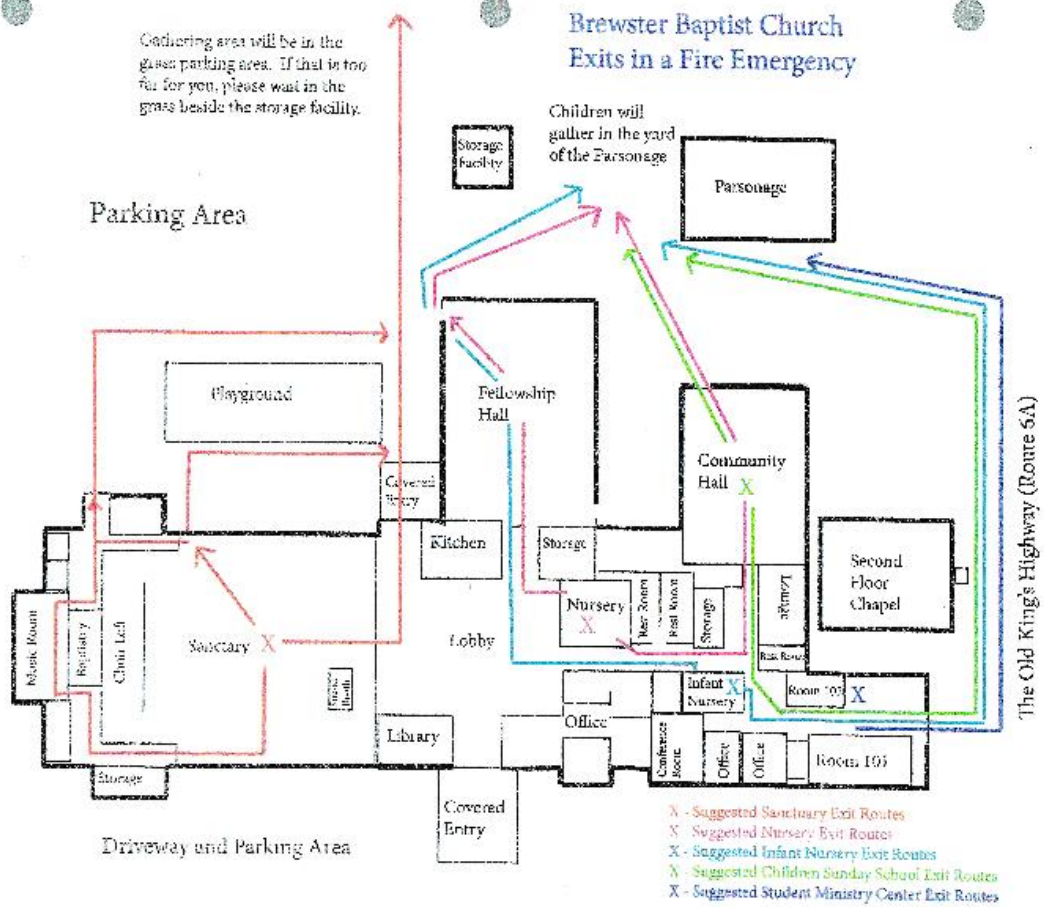 Brewster Baptist Church
Exits in a Fire Emergency
Gathering area will be in the
grass parking area. If that is too
far for you, please wait in the
grass beside the storage facility.
Children will
gather in the yard
of the Parsonage
Storage
Facility
Parsonage
Parking Area
Playground
Fellowship
Hall
Community
Hall X
Covered
Entry
Kitchen
Storage
Second
Floor
Chapel
The Old King's Highway (Route 6A)
Music Room
Baptistry
Choir Loft
Sanctary X
Lobby
Nursery
X
Rest Room
Rest Room
Storage
Lounge
Rest Room
Infant
Nursery X
Room 103
X
Sound
Booth
Library
Office
Conference
Room
Office
Office
Room 105
Storage
Covered
Entry
Driveway and Parking Area
X - Suggested Sanctuary Exit Routes
X - Suggested Nursery Exit Routes
X - Suggested Infant Nursery Exit Routes
X - Suggested Children Sunday School Exit Routes
X - Suggested Student Ministry Center Exit Routes